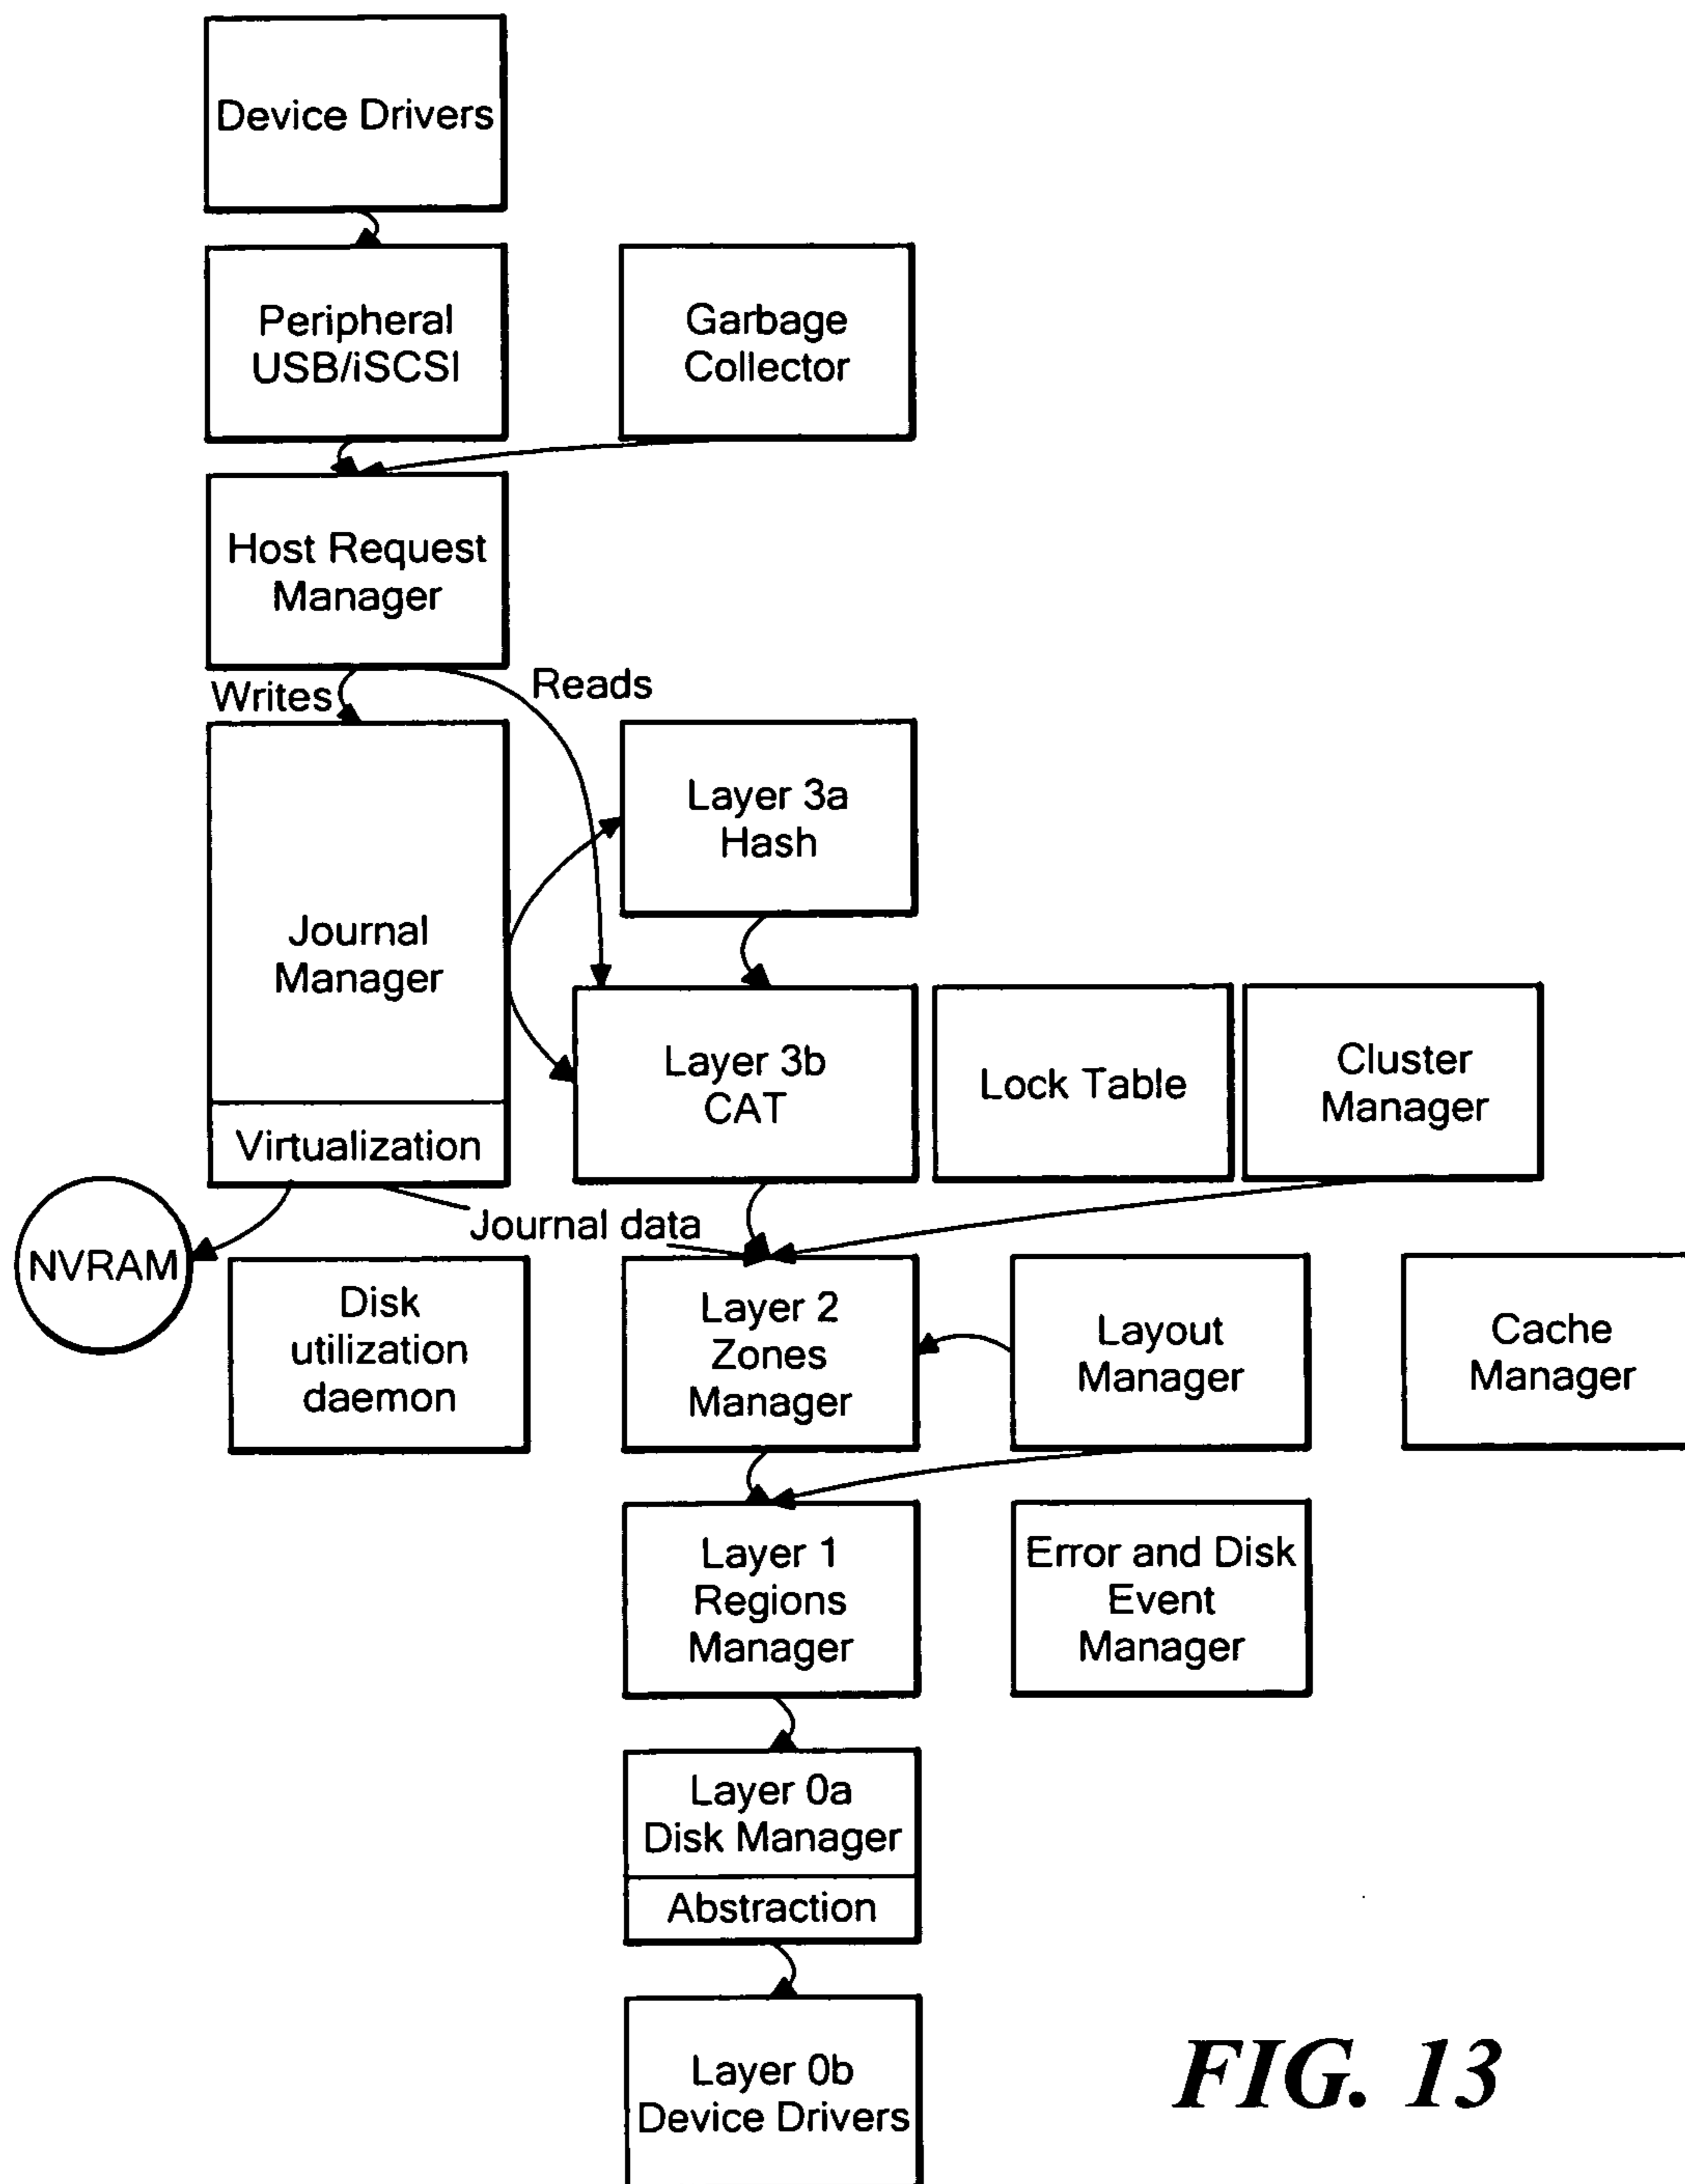 Device Drivers
Peripheral
USB/iSCSI
Garbage
Collector
Host Request
Manager
Writes
Reads
Layer 3a
Hash
Journal
Manager
Layer 3b
CAT
Lock Table
Cluster
Manager
Virtualization
NVRAM
Journal data
Disk
utilization
daemon
Layer 2
Zones
Manager
Layout
Manager
Cache
Manager
Layer 1
Regions
Manager
Error and Disk
Event
Manager
Layer 0a
Disk Manager
Abstraction
Layer 0b
Device Drivers
FIG. 13